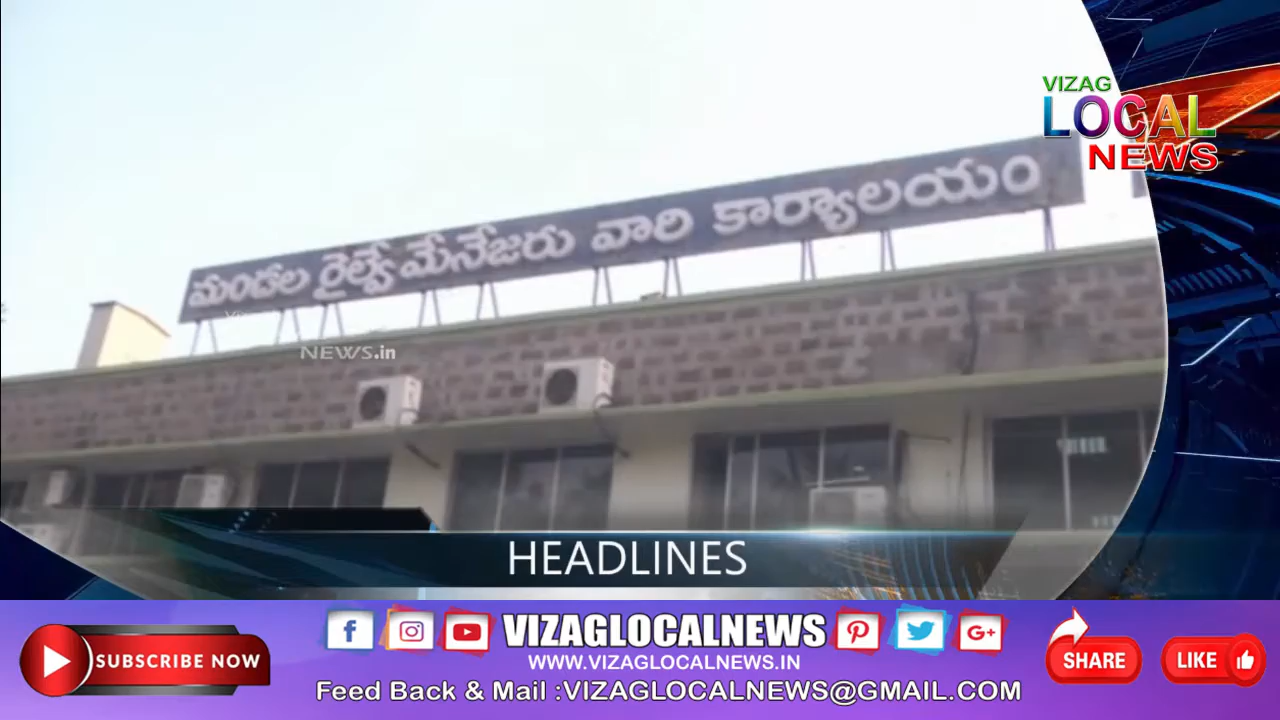 VIZAG
LOCAL
NEWS
మండల రైల్వే మేనేజరు వారి కార్యాలయం
NEWS.in
HEADLINES
SUBSCRIBE NOW
VIZAGLOCALNEWS
WWW.VIZAGLOCALNEWS.IN
Feed Back & Mail :VIZAGLOCALNEWS@GMAIL.COM
SHARE
LIKE